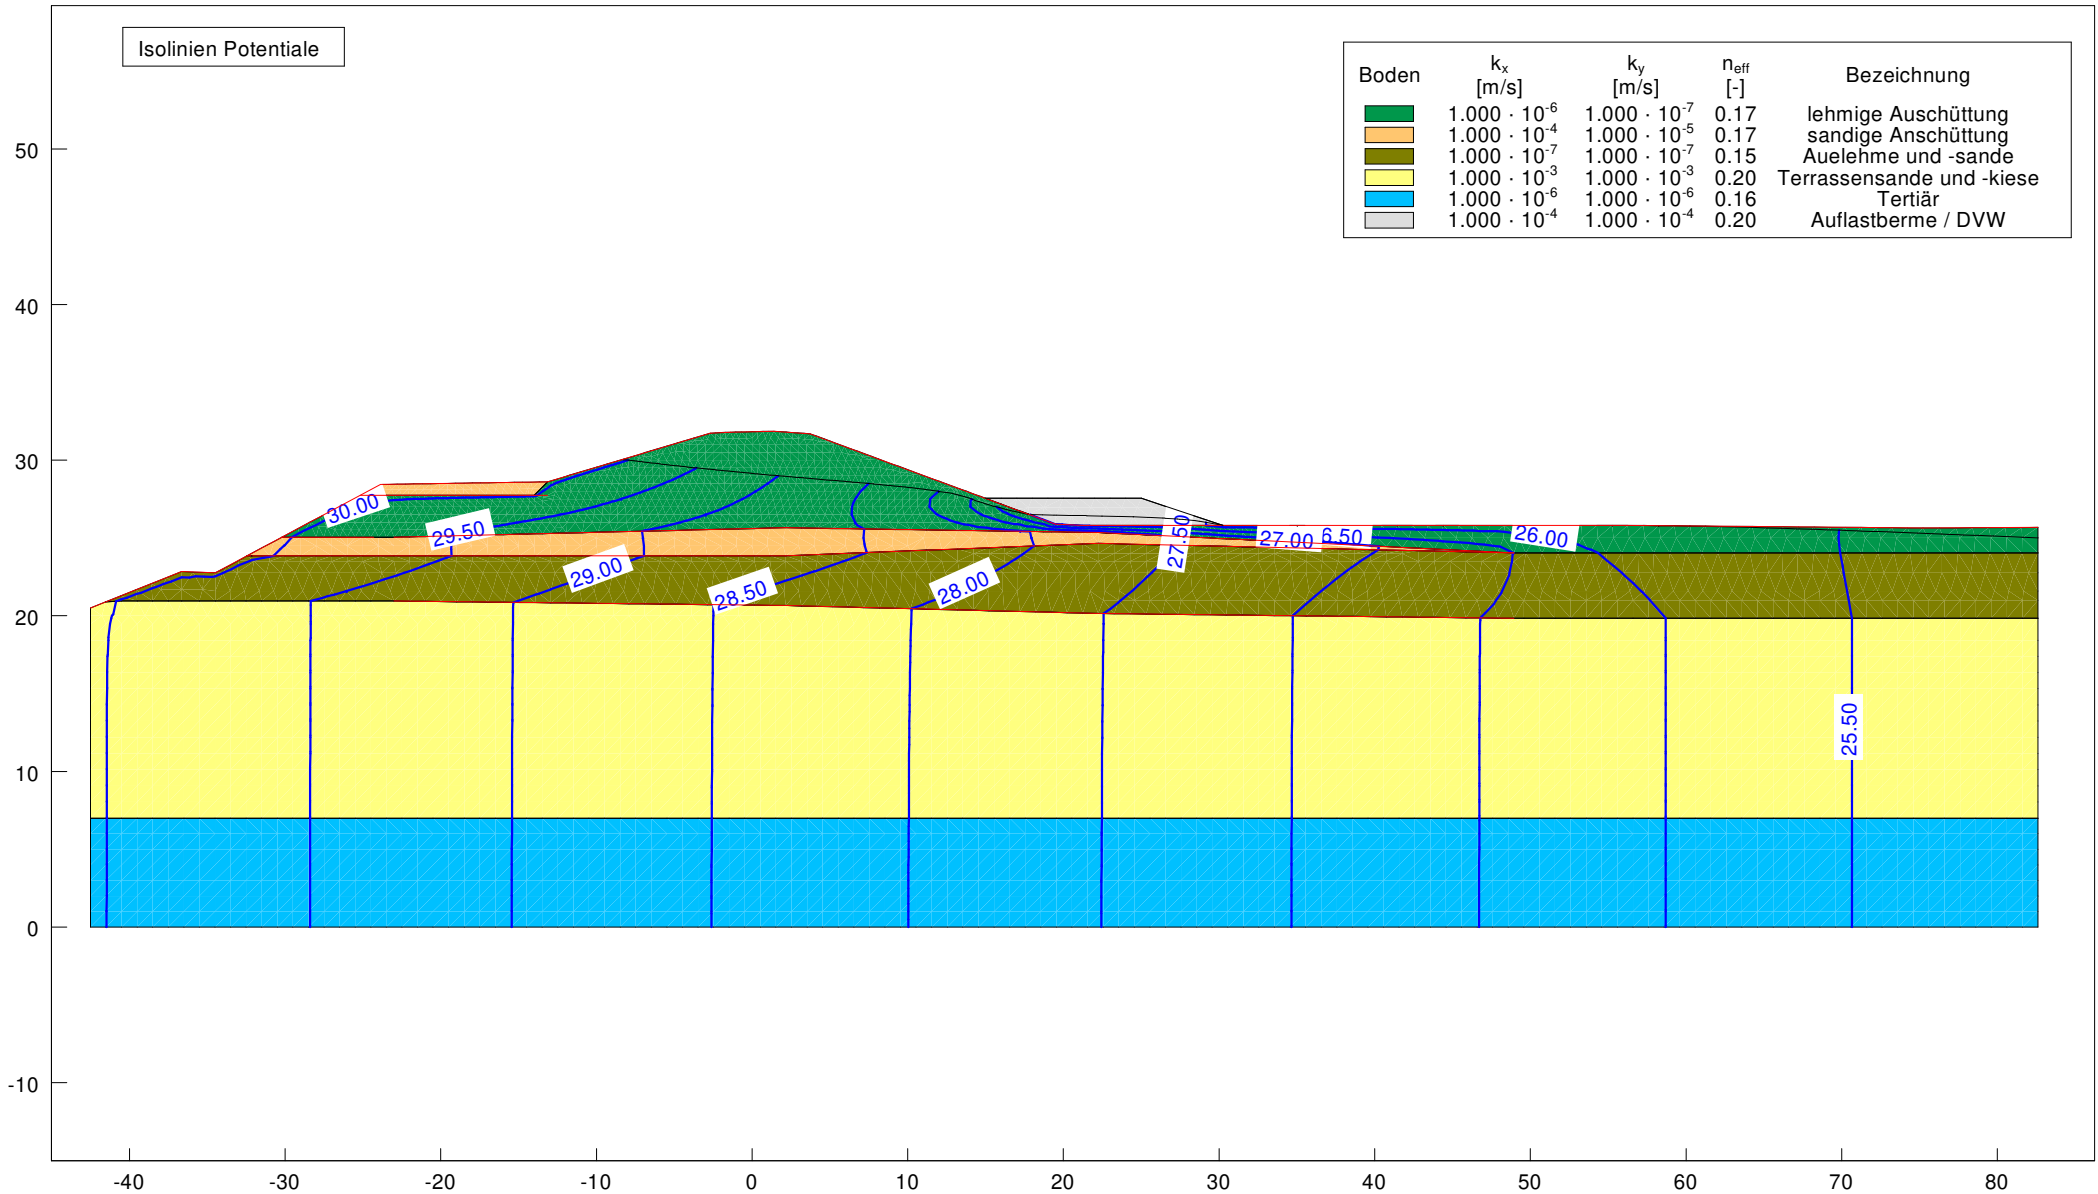 Isolinien Potentiale
Boden kₓ [m/s] k_y [m/s] n_eff [-] Bezeichnung
1.000 · 10⁻⁶ 1.000 · 10⁻⁷ 0.17 lehmige Auschüttung
1.000 · 10⁻⁴ 1.000 · 10⁻⁵ 0.17 sandige Anschüttung
1.000 · 10⁻⁷ 1.000 · 10⁻⁷ 0.15 Auelehme und -sande
1.000 · 10⁻³ 1.000 · 10⁻³ 0.20 Terrassensande und -kiese
1.000 · 10⁻⁶ 1.000 · 10⁻⁶ 0.16 Tertiär
1.000 · 10⁻⁴ 1.000 · 10⁻⁴ 0.20 Auflastberme / DVW
50
40
30
20
10
0
-10
30.00
29.50
29.00
28.50
28.00
27.50
27.00
6.50
26.00
25.50
-40 -30 -20 -10 0 10 20 30 40 50 60 70 80